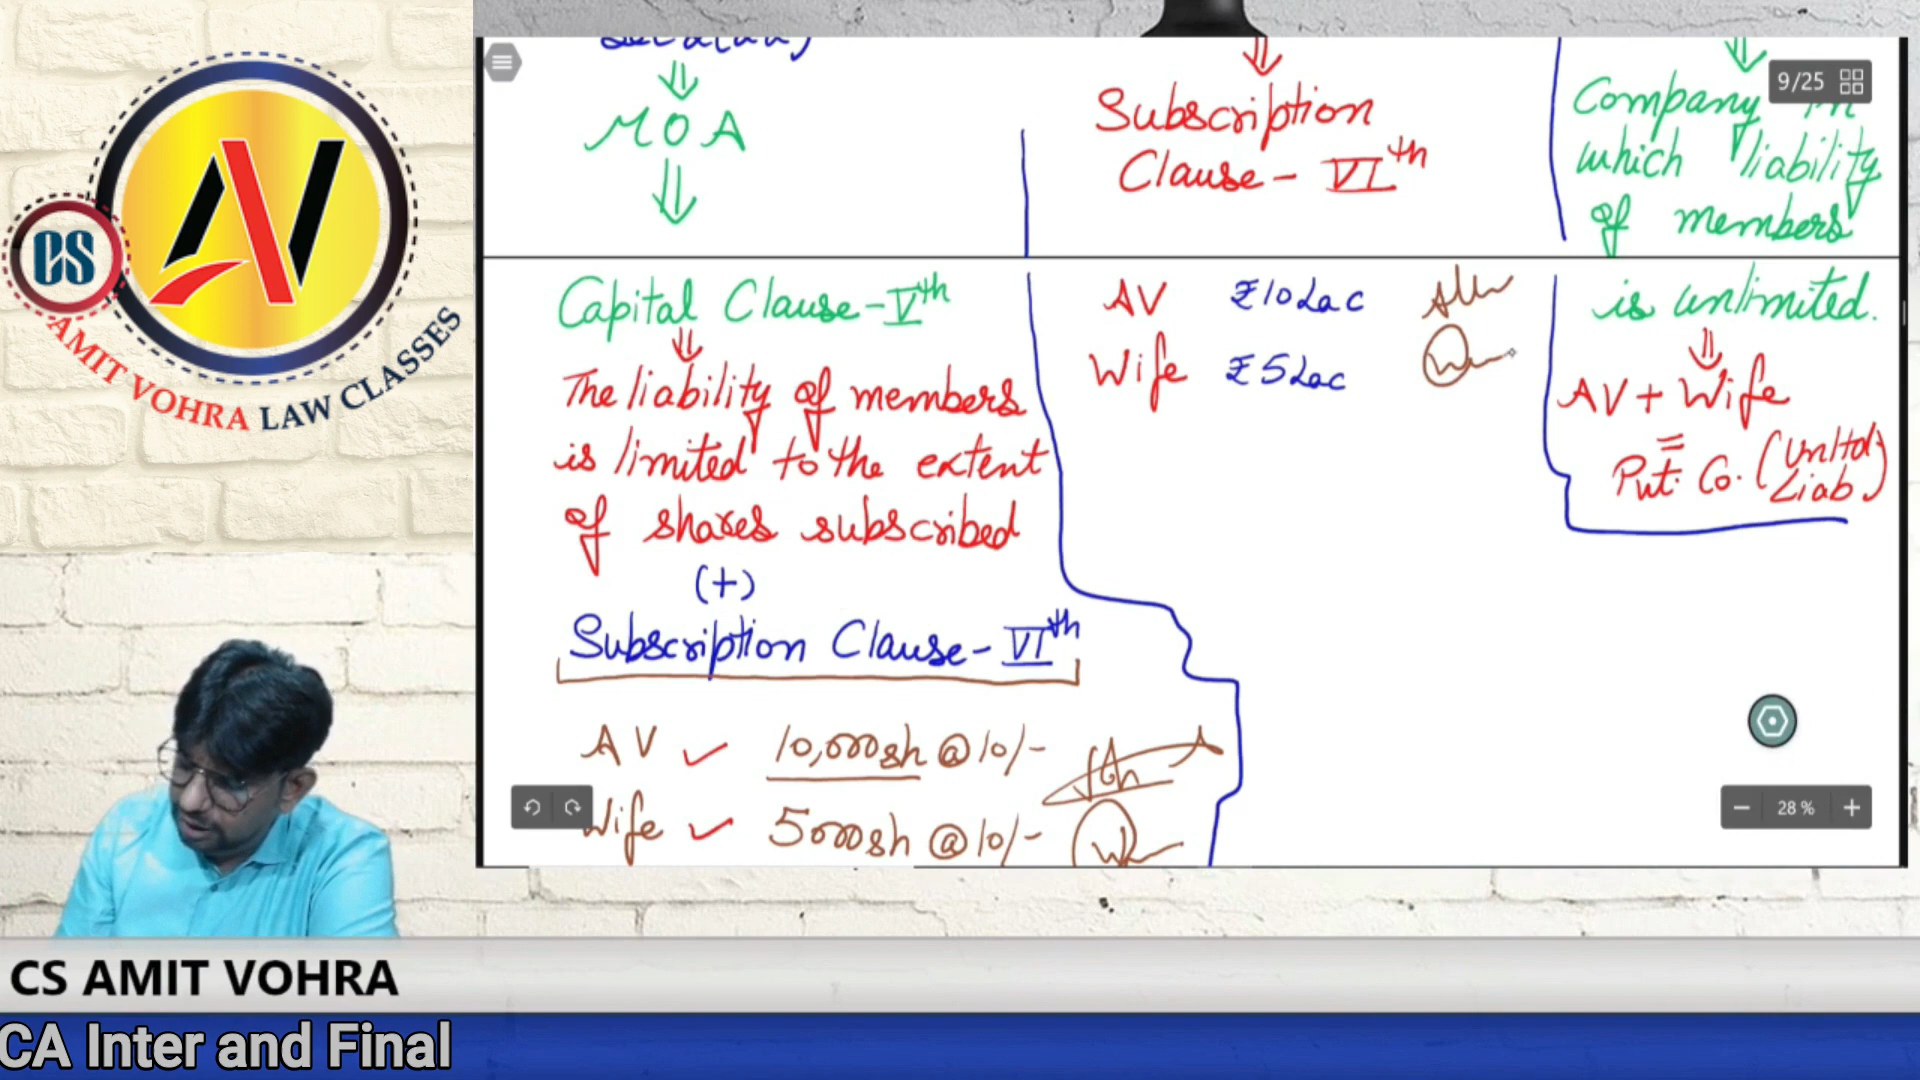 AV
CS
AMIT VOHRA LAW CLASSES
MOA
Capital Clause - Vth
The liability of members
is limited to the extent
of shares subscribed
(+)
Subscription Clause - VIth
AV ✓ 10,000sh @ 10/-
Wife ✓ 5000sh @ 10/-
Subscription
Clause - VIth
AV ₹10Lac
Wife ₹5Lac
9/25
Company in
which liability
of members
is unlimited.
AV + Wife
=
Pvt. Co. (Unltd
Liab)
28 %
CS AMIT VOHRA
CA Inter and Final